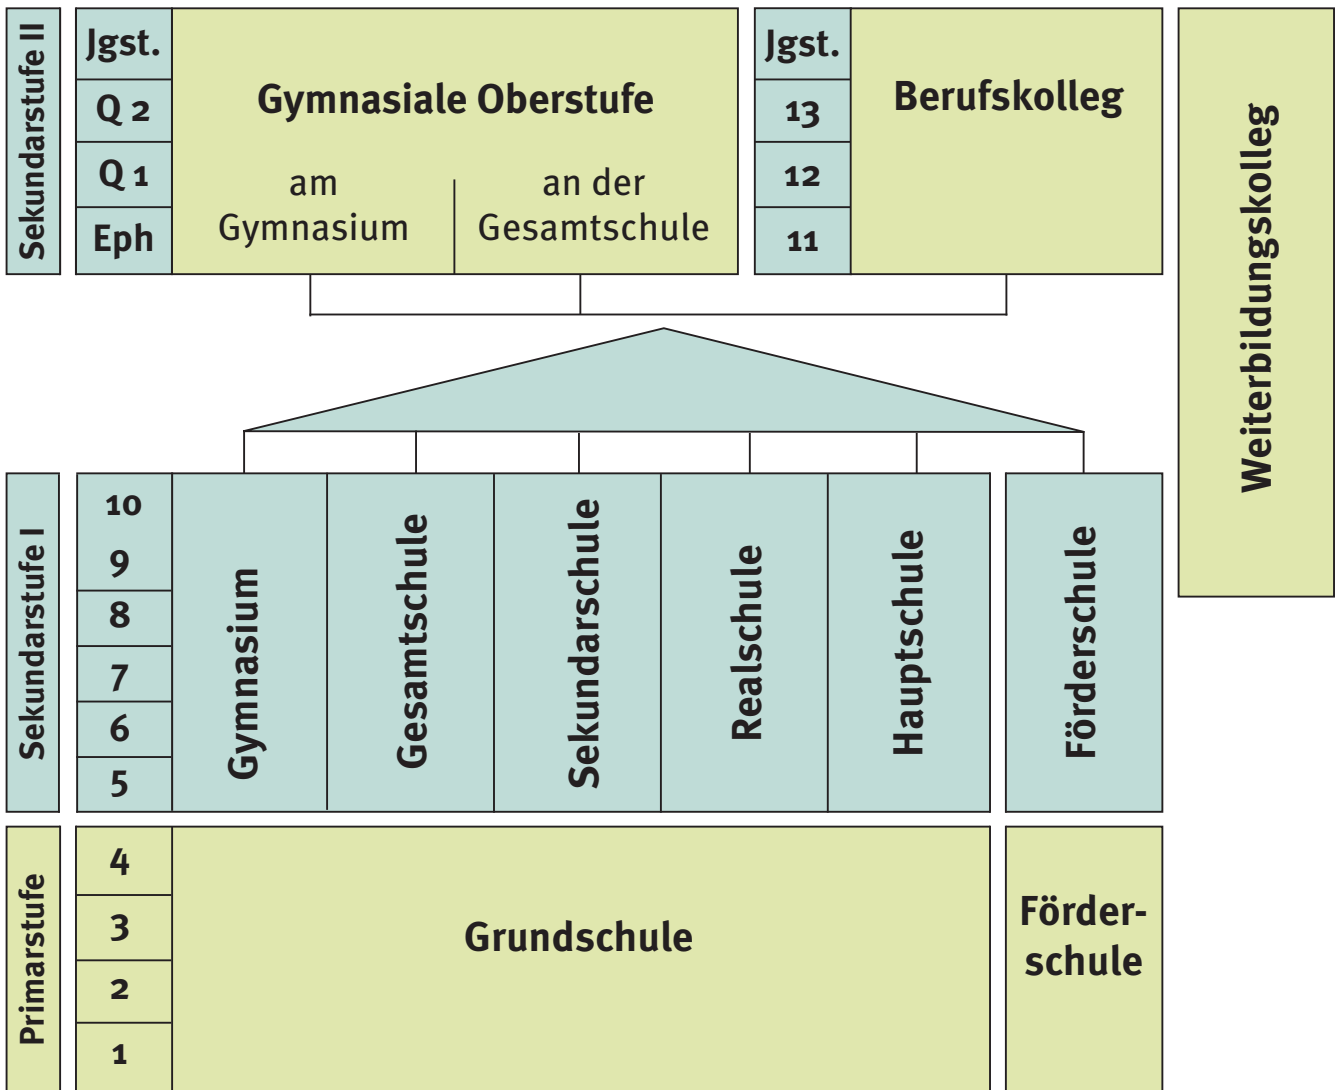 Sekundarstufe II
Jgst.
Q 2
Q 1
Eph
Gymnasiale Oberstufe
am
Gymnasium
an der
Gesamtschule
Jgst.
13
12
11
Berufskolleg
Weiterbildungskolleg
Sekundarstufe I
10
9
8
7
6
5
Gymnasium
Gesamtschule
Sekundarschule
Realschule
Hauptschule
Förderschule
Primarstufe
4
3
2
1
Grundschule
Förder-
schule